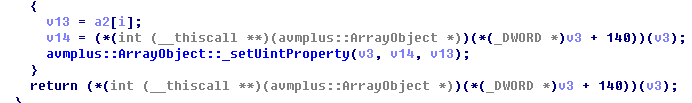 {
v13 = a2[i];
v14 = (*(int (__thiscall **)(avmplus::ArrayObject *))(*(_DWORD *)v3 + 140))(v3);
avmplus::ArrayObject::_setUintProperty(v3, v14, v13);
}
return (*(int (__thiscall **)(avmplus::ArrayObject *))(*(_DWORD *)v3 + 140))(v3);